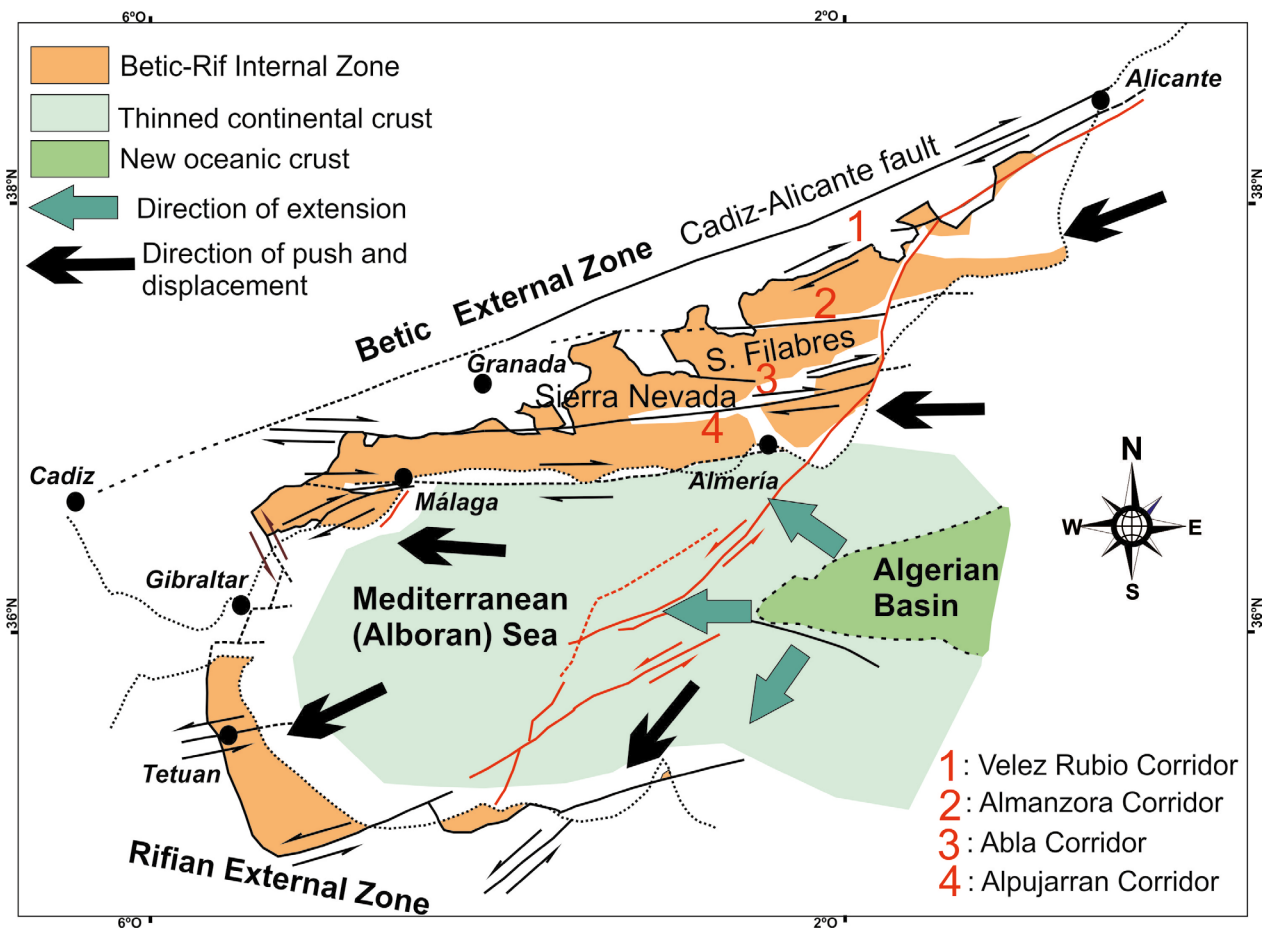 6ºO
2ºO
Betic-Rif Internal Zone
Thinned continental crust
New oceanic crust
Direction of extension
Direction of push and
displacement
Alicante
38ºN
38ºN
Cadiz-Alicante fault
Betic External Zone
1
2
S. Filabres
Granada
3
Sierra Nevada
4
Cadiz
Málaga
Almería
N
W
E
S
Gibraltar
Algerian
Basin
Mediterranean
(Alboran) Sea
36ºN
36ºN
Tetuan
Rifian External Zone
1: Velez Rubio Corridor
2: Almanzora Corridor
3: Abla Corridor
4: Alpujarran Corridor
6ºO
2ºO